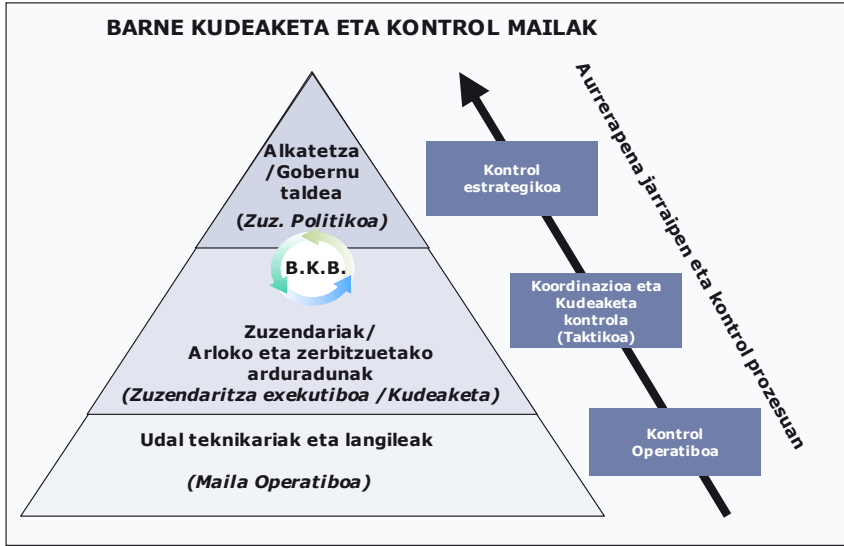 BARNE KUDEAKETA ETA KONTROL MAILAK
Alkatetza
/Gobernu
taldea
(Zuz. Politikoa)
B.K.B.
Zuzendariak/
Arloko eta zerbitzuetako
arduradunak
(Zuzendaritza exekutiboa /Kudeaketa)
Udal teknikariak eta langileak
(Maila Operatiboa)
Kontrol
estrategikoa
Koordinazioa eta
Kudeaketa
kontrola
(Taktikoa)
Kontrol
Operatiboa
Aurrerapena jarraipen eta kontrol prozesuan